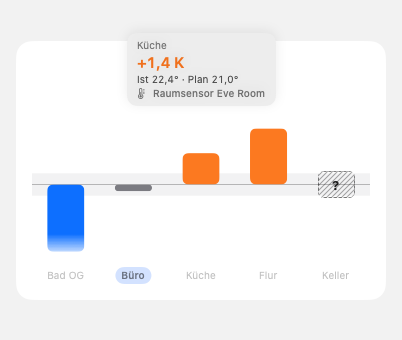 Küche
+1,4 K
Ist 22,4° · Plan 21,0°
Raumsensor Eve Room
?
Bad OG
Büro
Küche
Flur
Keller